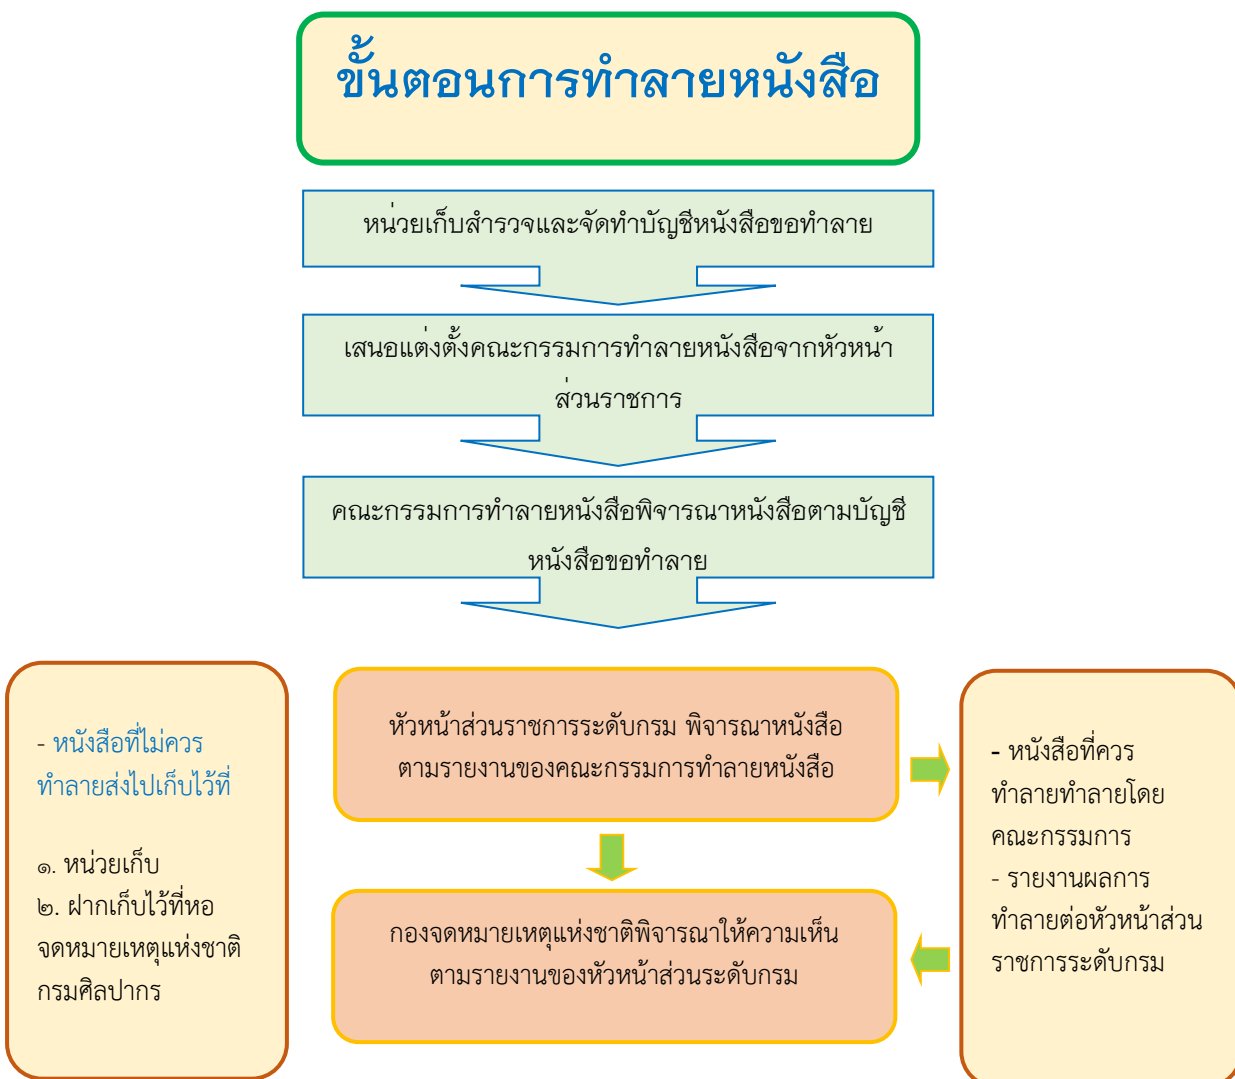 ขั้นตอนการทำลายหนังสือ
หน่วยเก็บสำรวจและจัดทำบัญชีหนังสือขอทำลาย
เสนอแต่งตั้งคณะกรรมการทำลายหนังสือจากหัวหน้า
ส่วนราชการ
คณะกรรมการทำลายหนังสือพิจารณาหนังสือตามบัญชี
หนังสือขอทำลาย
- หนังสือที่ไม่ควร
ทำลายส่งไปเก็บไว้ที่
๑. หน่วยเก็บ
๒. ฝากเก็บไว้ที่หอ
จดหมายเหตุแห่งชาติ
กรมศิลปากร
หัวหน้าส่วนราชการระดับกรม พิจารณาหนังสือ
ตามรายงานของคณะกรรมการทำลายหนังสือ
กองจดหมายเหตุแห่งชาติพิจารณาให้ความเห็น
ตามรายงานของหัวหน้าส่วนระดับกรม
- หนังสือที่ควร
ทำลายทำลายโดย
คณะกรรมการ
- รายงานผลการ
ทำลายต่อหัวหน้าส่วน
ราชการระดับกรม